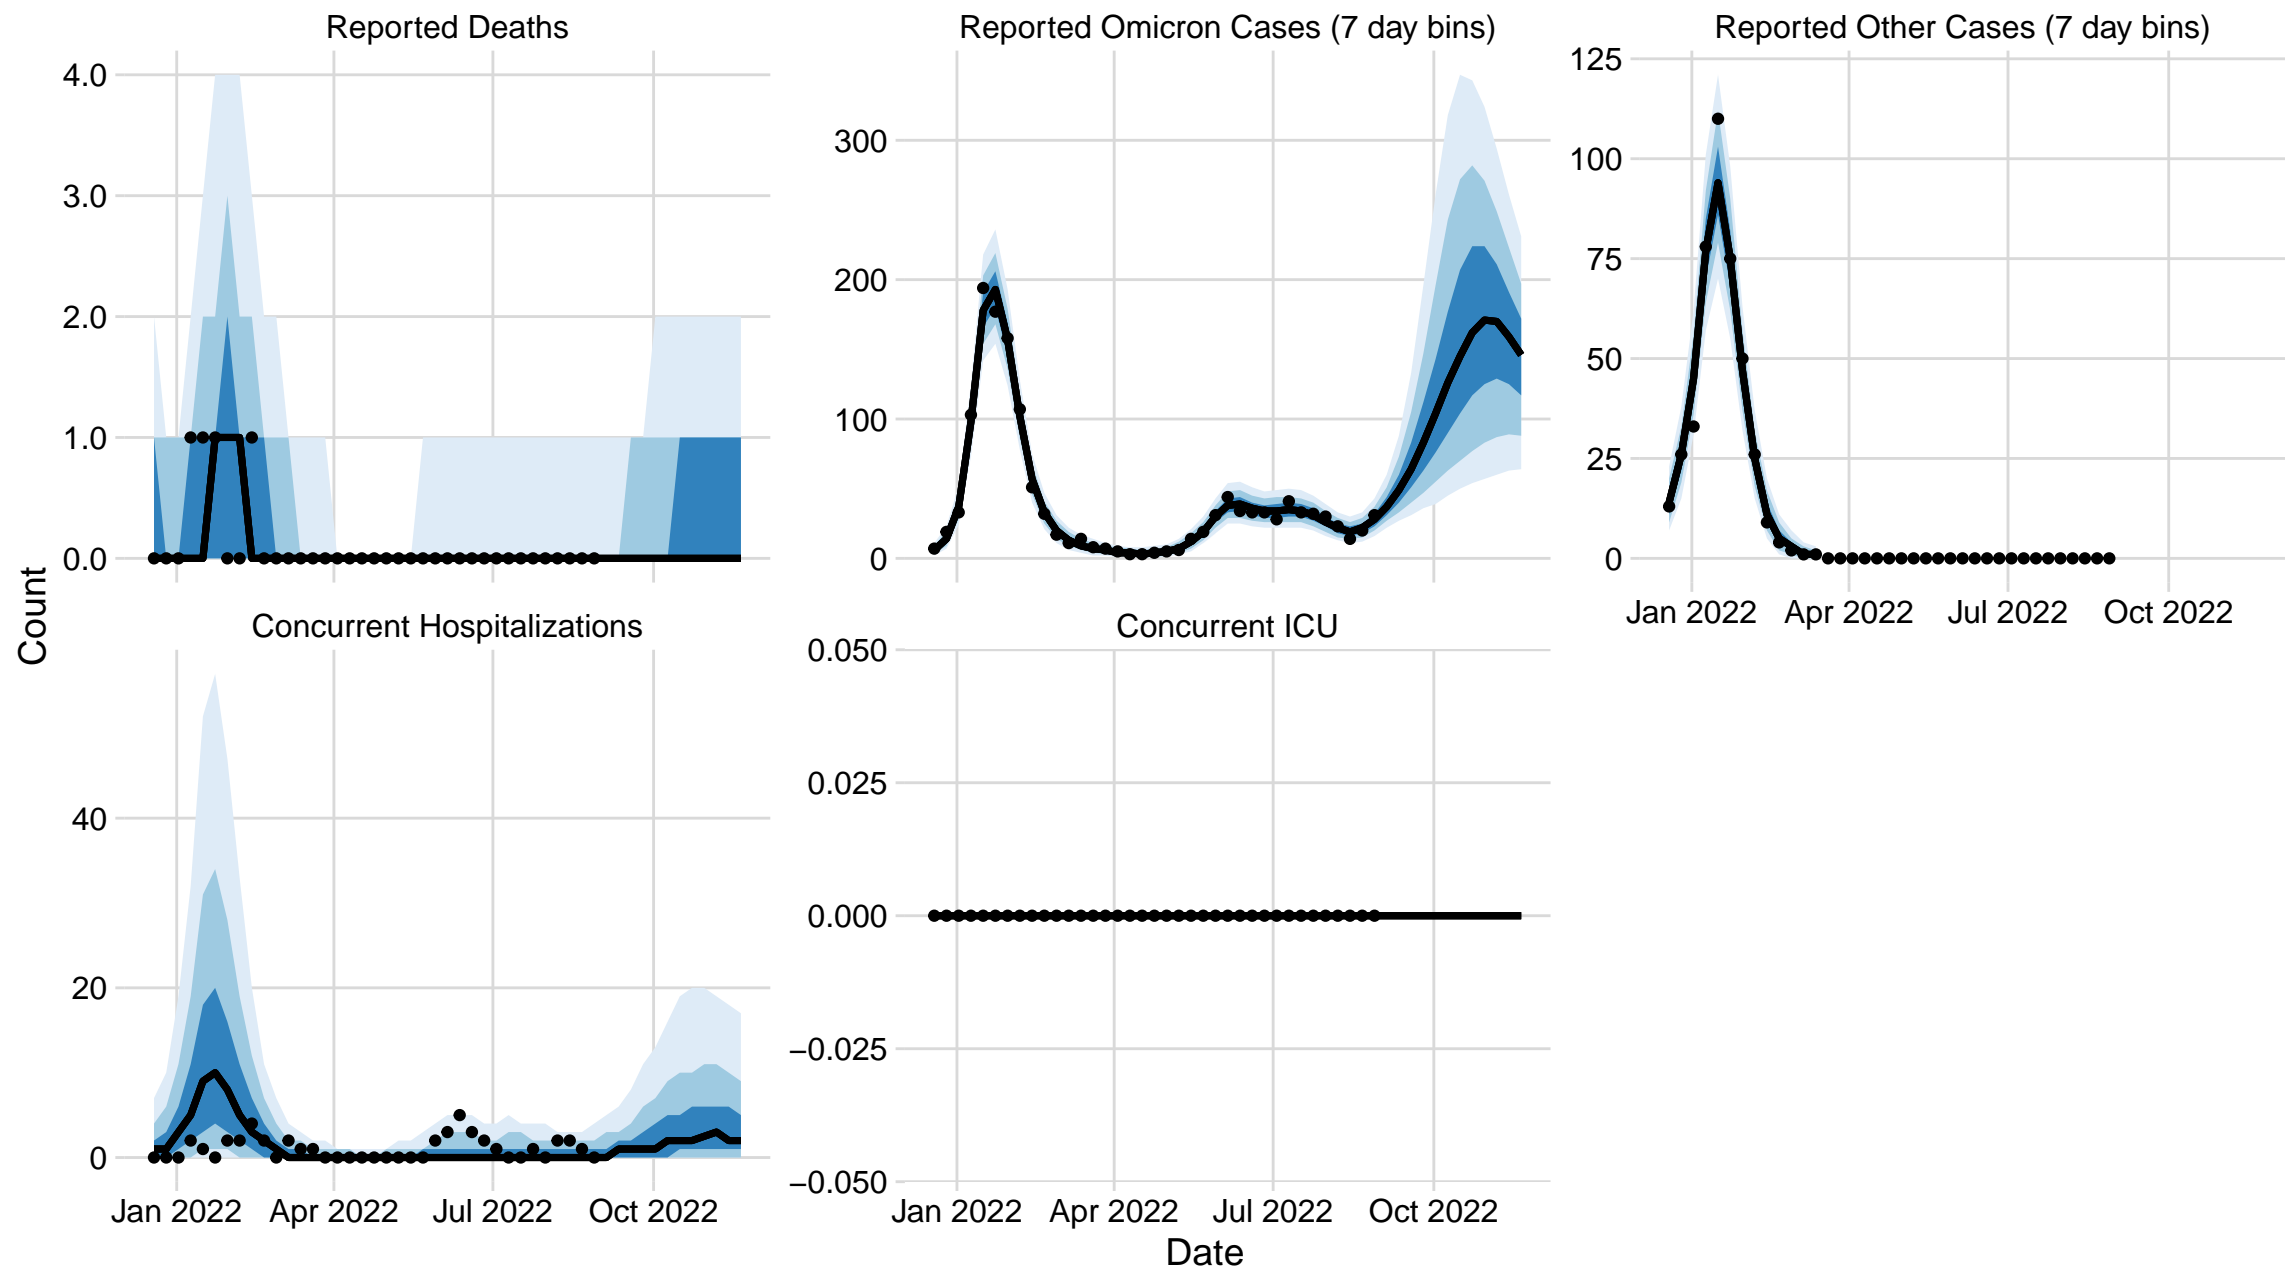 Reported Deaths
4.0
3.0
2.0
1.0
0.0
Reported Omicron Cases (7 day bins)
300
200
100
0
Reported Other Cases (7 day bins)
125
100
75
50
25
0
Jan 2022 Apr 2022 Jul 2022 Oct 2022
Count
Concurrent Hospitalizations
40
20
0
Jan 2022 Apr 2022 Jul 2022 Oct 2022
Concurrent ICU
0.050
0.025
0.000
−0.025
−0.050
Jan 2022 Apr 2022 Jul 2022 Oct 2022
Date